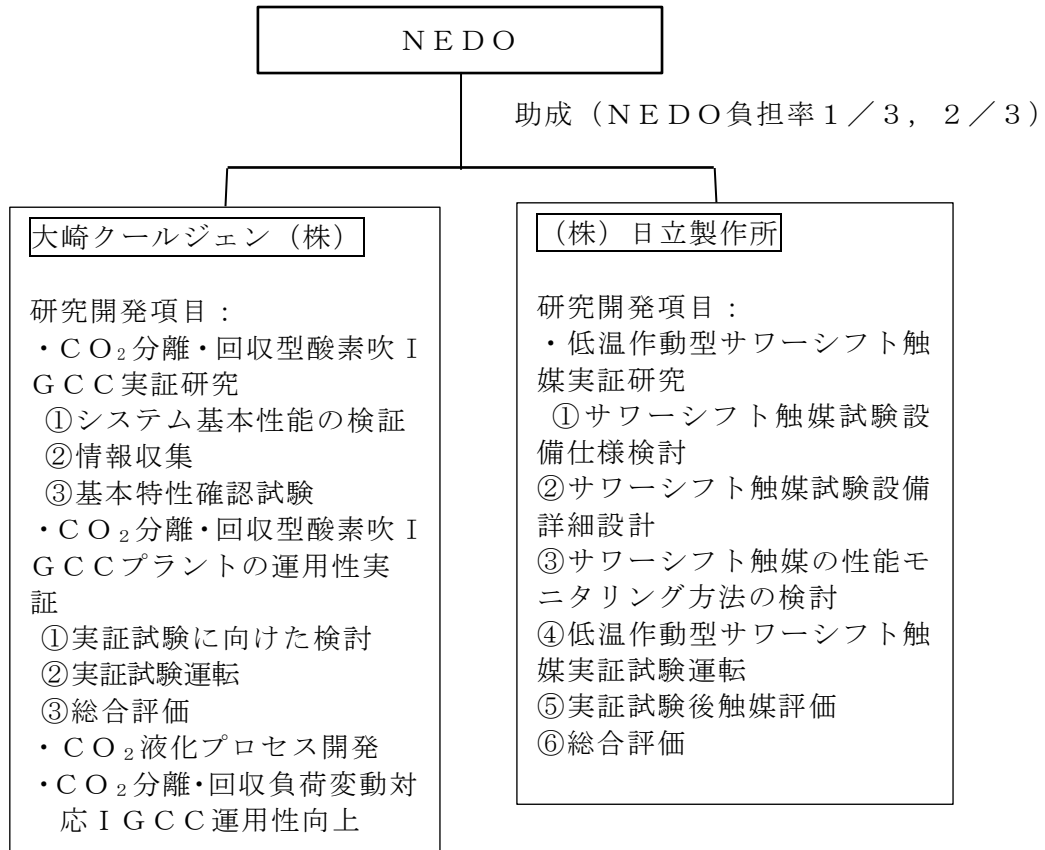 ＮＥＤＯ
助成（ＮＥＤＯ負担率１／３，２／３）
大崎クールジェン（株）
研究開発項目：
・ＣＯ₂分離・回収型酸素吹Ｉ
ＧＣＣ実証研究
①システム基本性能の検証
②情報収集
③基本特性確認試験
・ＣＯ₂分離・回収型酸素吹Ｉ
ＧＣＣプラントの運用性実
証
①実証試験に向けた検討
②実証試験運転
③総合評価
・ＣＯ₂液化プロセス開発
・ＣＯ₂分離・回収負荷変動対
応ＩＧＣＣ運用性向上
（株）日立製作所
研究開発項目：
・低温作動型サワーシフト触
媒実証研究
①サワーシフト触媒試験設
備仕様検討
②サワーシフト触媒試験設備
詳細設計
③サワーシフト触媒の性能モ
ニタリング方法の検討
④低温作動型サワーシフト触
媒実証試験運転
⑤実証試験後触媒評価
⑥総合評価